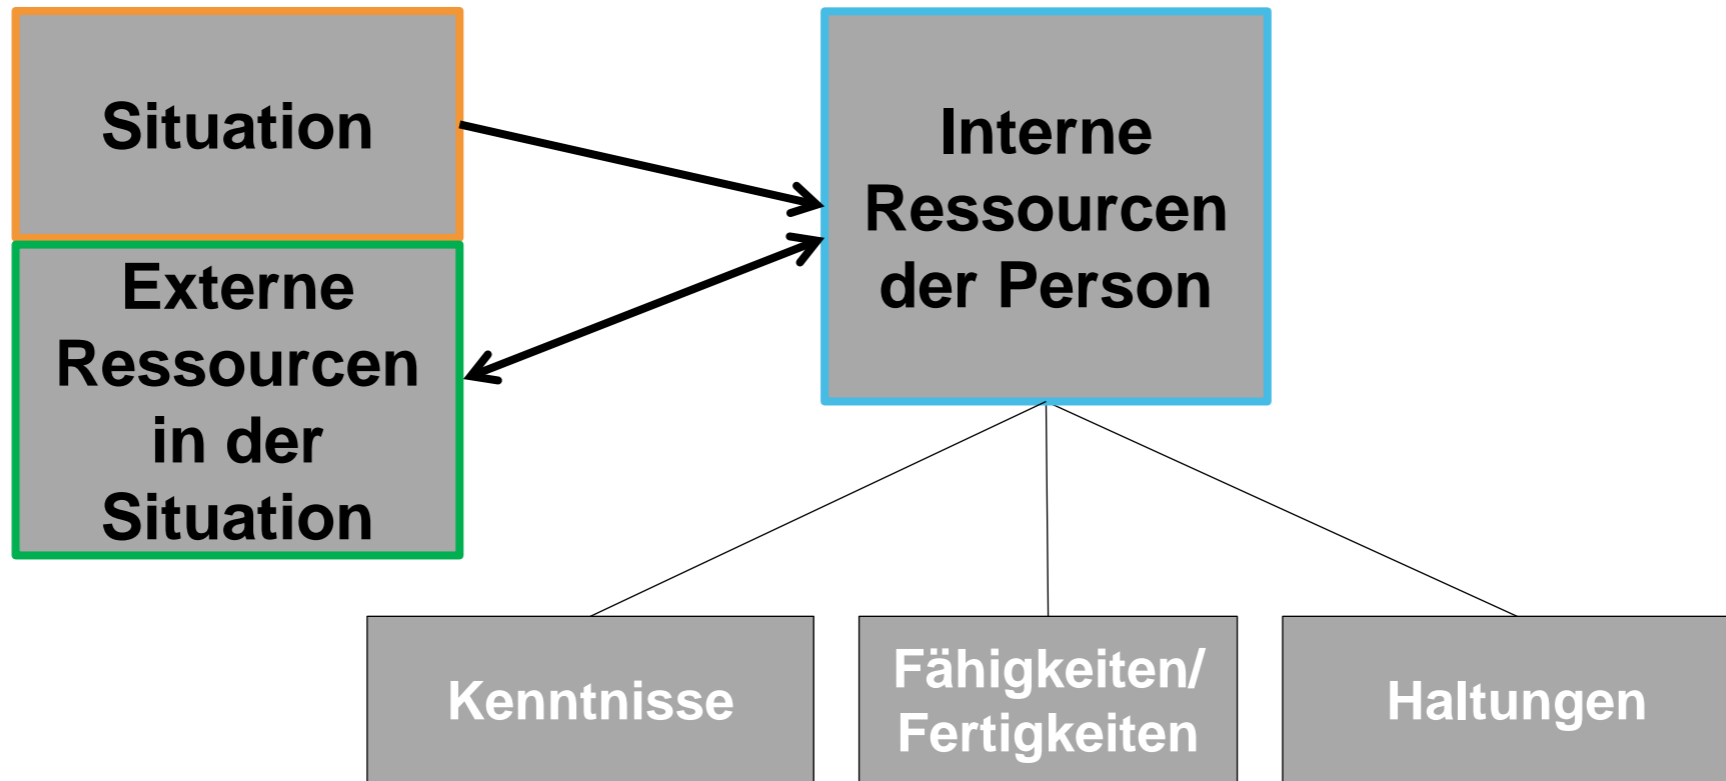 Situation
Externe
Ressourcen
in der
Situation
Interne
Ressourcen
der Person
Kenntnisse
Fähigkeiten/
Fertigkeiten
Haltungen